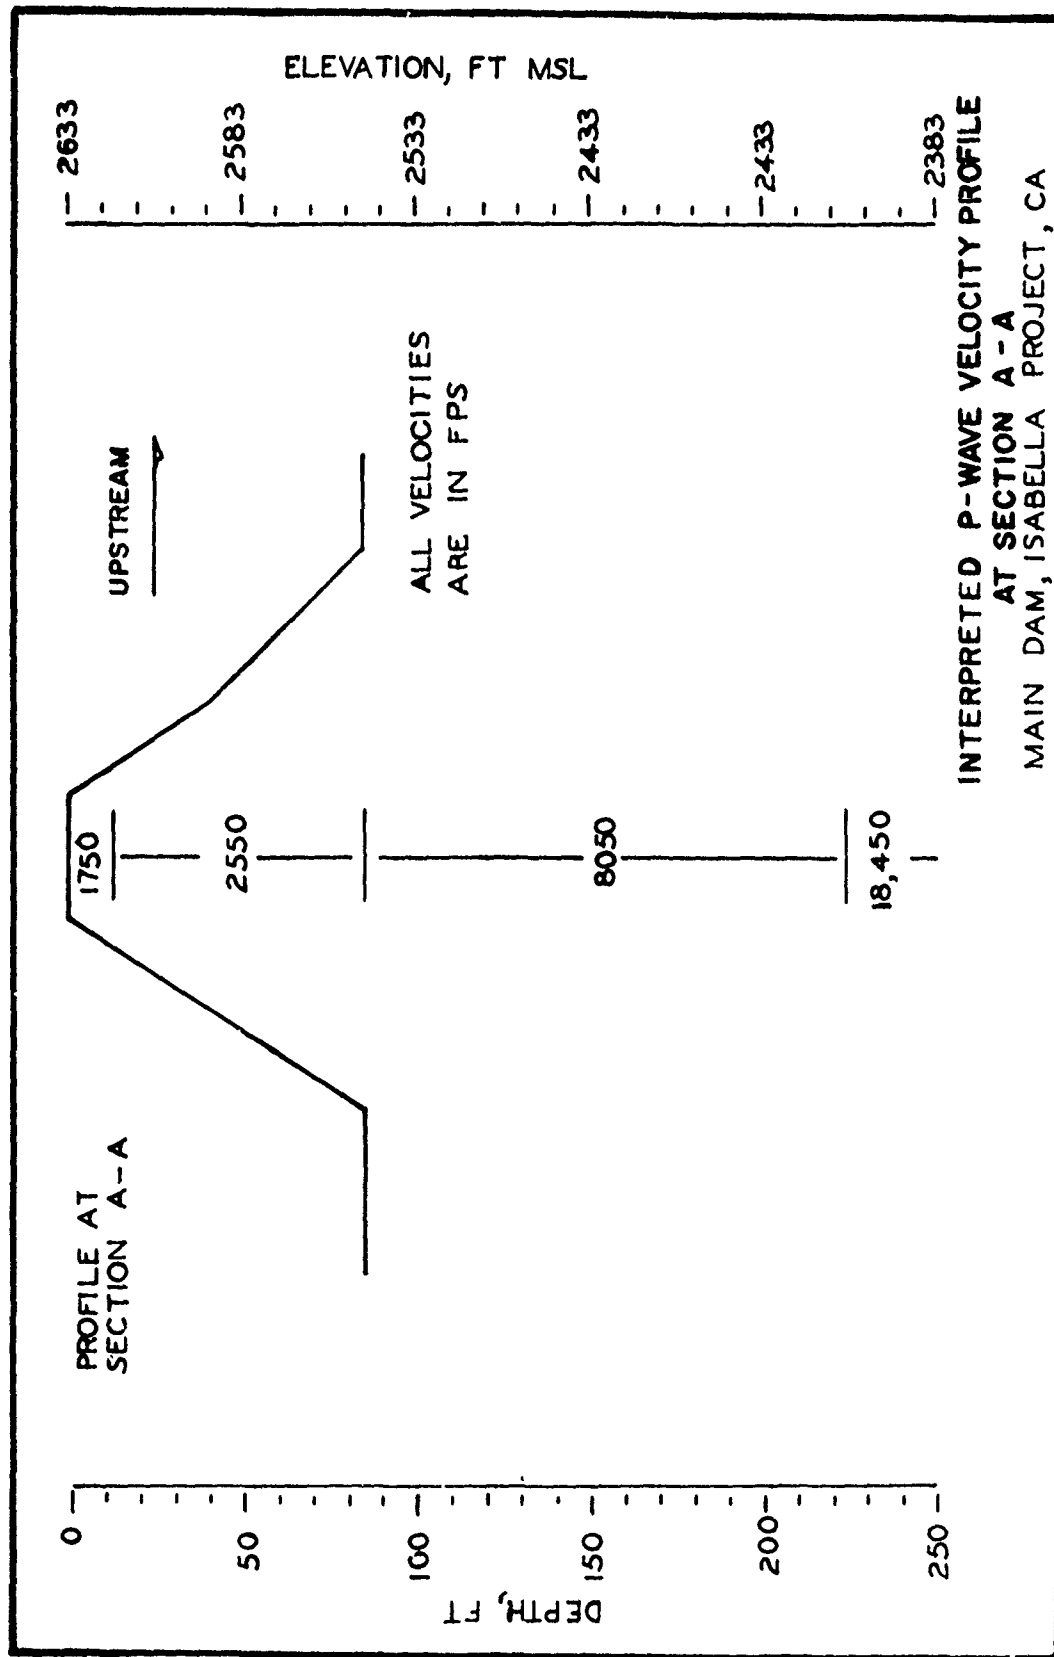 PROFILE AT
SECTION A-A
UPSTREAM
ALL VELOCITIES
ARE IN FPS
1750
2550
8050
18,450
DEPTH, FT
0
50
100
150
200
250
ELEVATION, FT MSL
2633
2583
2533
2433
2433
2383
INTERPRETED P-WAVE VELOCITY PROFILE
AT SECTION A-A
MAIN DAM, ISABELLA PROJECT, CA